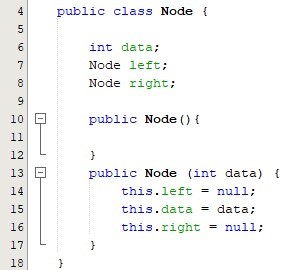 4 public class Node {
5
6 int data;
7 Node left;
8 Node right;
9
10 public Node(){
11
12 }
13 public Node (int data) {
14 this.left = null;
15 this.data = data;
16 this.right = null;
17 }
18 }